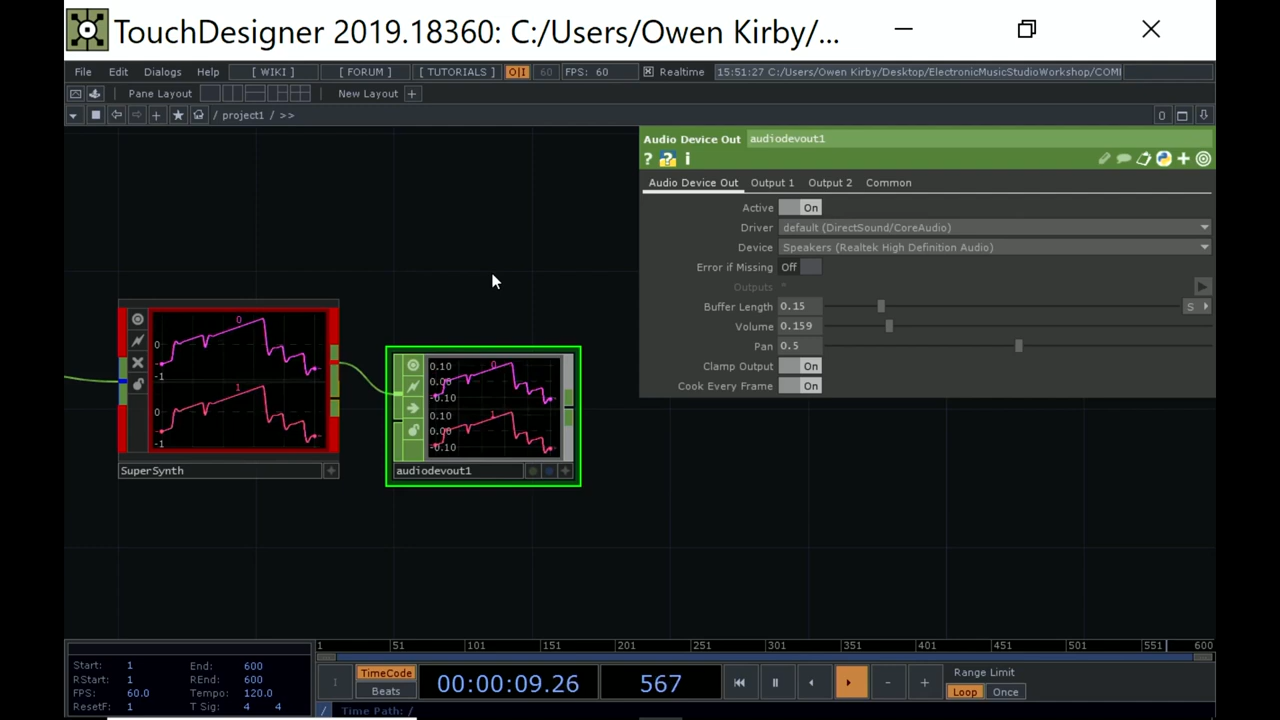 TouchDesigner 2019.18360: C:/Users/Owen Kirby/...
File Edit Dialogs Help [ WIKI ] [ FORUM ] [ TUTORIALS ] O|I 60 FPS: 60 Realtime 15:51:27 C:/Users/Owen Kirby/Desktop/ElectronicMusicStudioWorkshop/COM
Pane Layout New Layout +
/ project1 / >> 0
Audio Device Out audiodevout1
? ? i
Audio Device Out Output 1 Output 2 Common
Active On
Driver default (DirectSound/CoreAudio)
Device Speakers (Realtek High Definition Audio)
Error if Missing Off
Outputs *
Buffer Length 0.15 S
Volume 0.159
Pan 0.5
Clamp Output On
Cook Every Frame On
0
0
-1
1
0
-1
SuperSynth +
0.10
0
0.00
-0.10
0.10
1
0.00
-0.10
audiodevout1 +
1 51 101 151 201 251 301 351 401 451 501 551 600
Start: 1 End: 600
RStart: 1 REnd: 600
FPS: 60.0 Tempo: 120.0
ResetF: 1 T Sig: 4 4
TimeCode
Beats
00:00:09.26 567
- +
Range Limit
Loop Once
/ Time Path: /